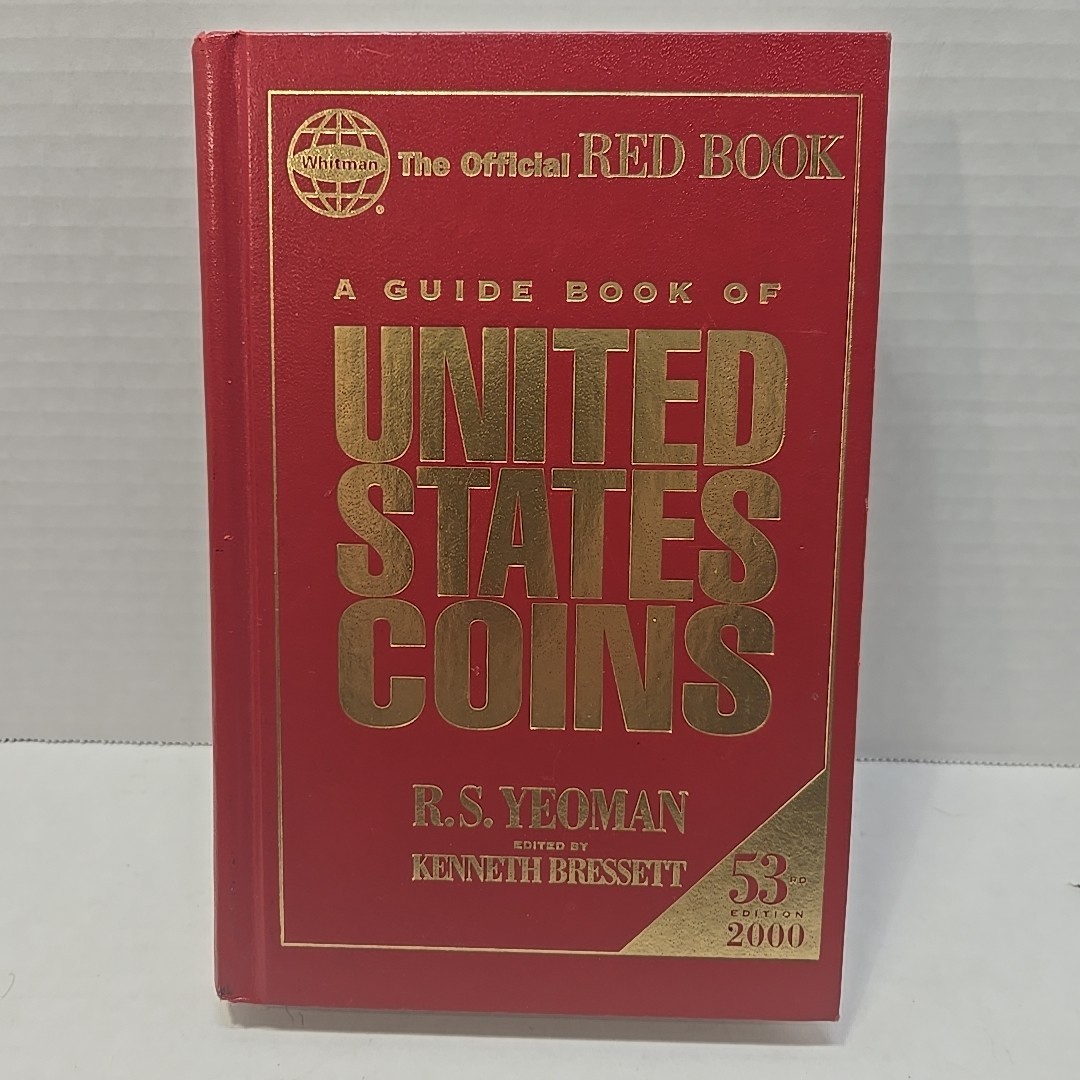 Whitman ® The Official RED BOOK
A GUIDE BOOK OF
UNITED
STATES
COINS
R.S. YEOMAN
EDITED BY
KENNETH BRESSETT
53RD
EDITION
2000